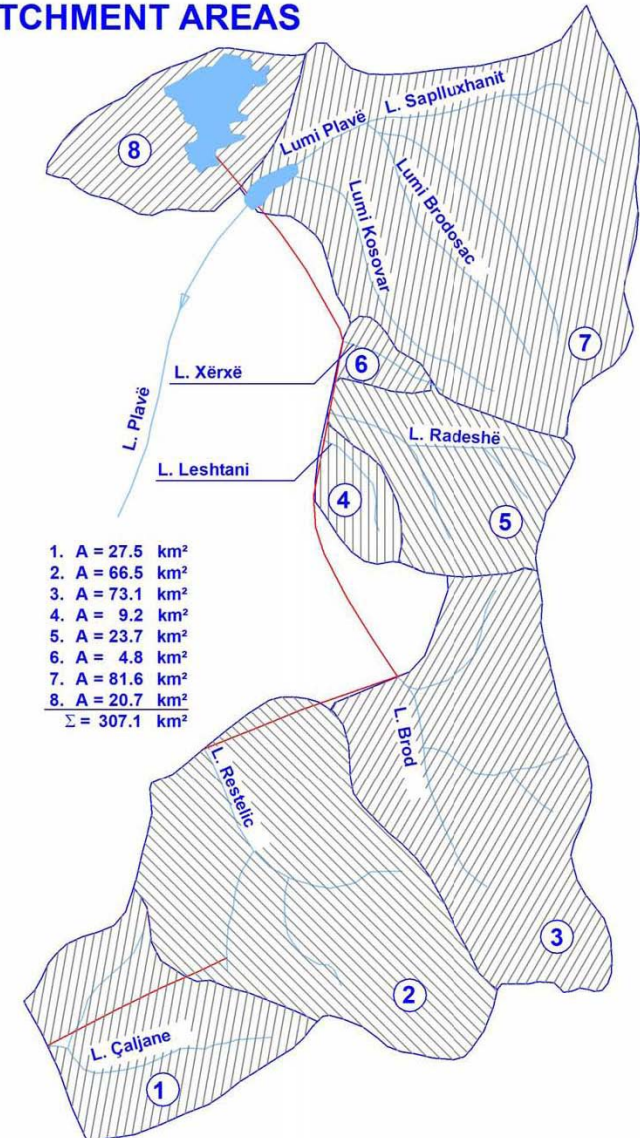 TCHMENT AREAS
L. Saplluxhanit
Lumi Plavë
8
Lumi Brodosac
Lumi Kosovar
7
6
L. Xërxë
L. Plavë
L. Radeshë
L. Leshtani
4
5
1. A = 27.5 km²
2. A = 66.5 km²
3. A = 73.1 km²
4. A = 9.2 km²
5. A = 23.7 km²
6. A = 4.8 km²
7. A = 81.6 km²
8. A = 20.7 km²
Σ = 307.1 km²
L. Brod
L. Restelic
3
2
L. Çaljane
1